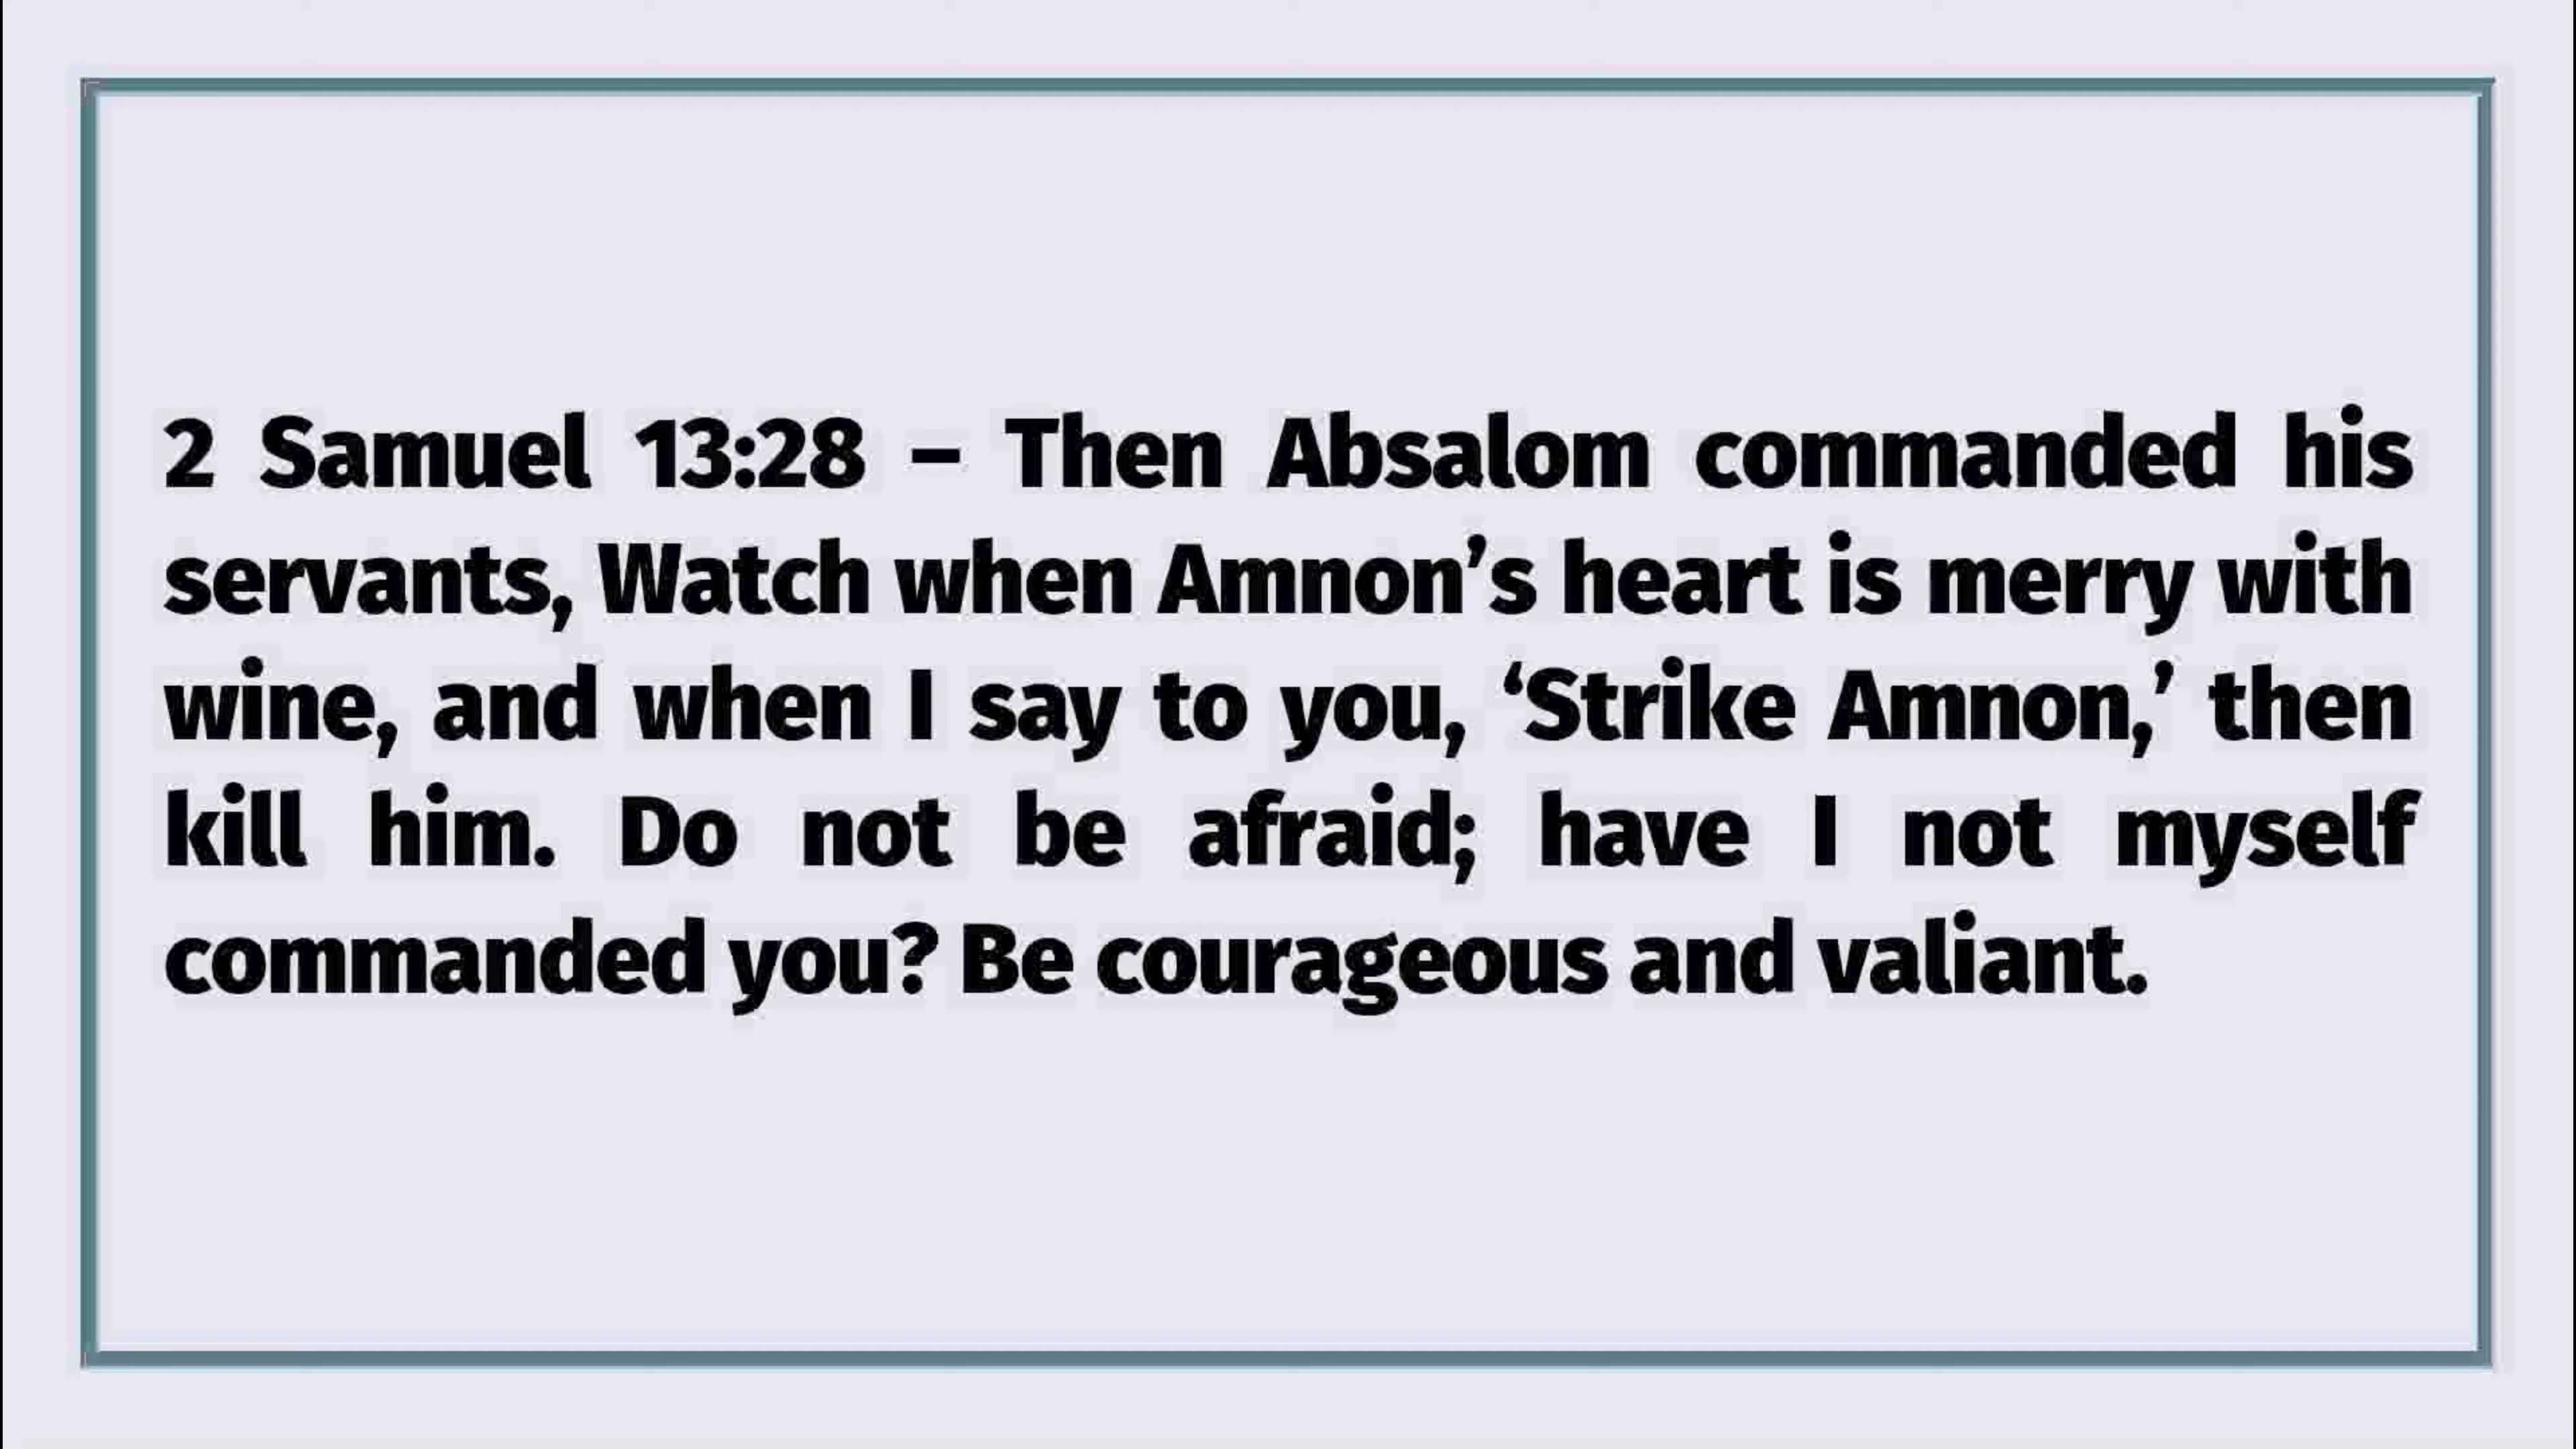 2 Samuel 13:28 – Then Absalom commanded his
servants, Watch when Amnon’s heart is merry with
wine, and when I say to you, ‘Strike Amnon,’ then
kill him. Do not be afraid; have I not myself
commanded you? Be courageous and valiant.